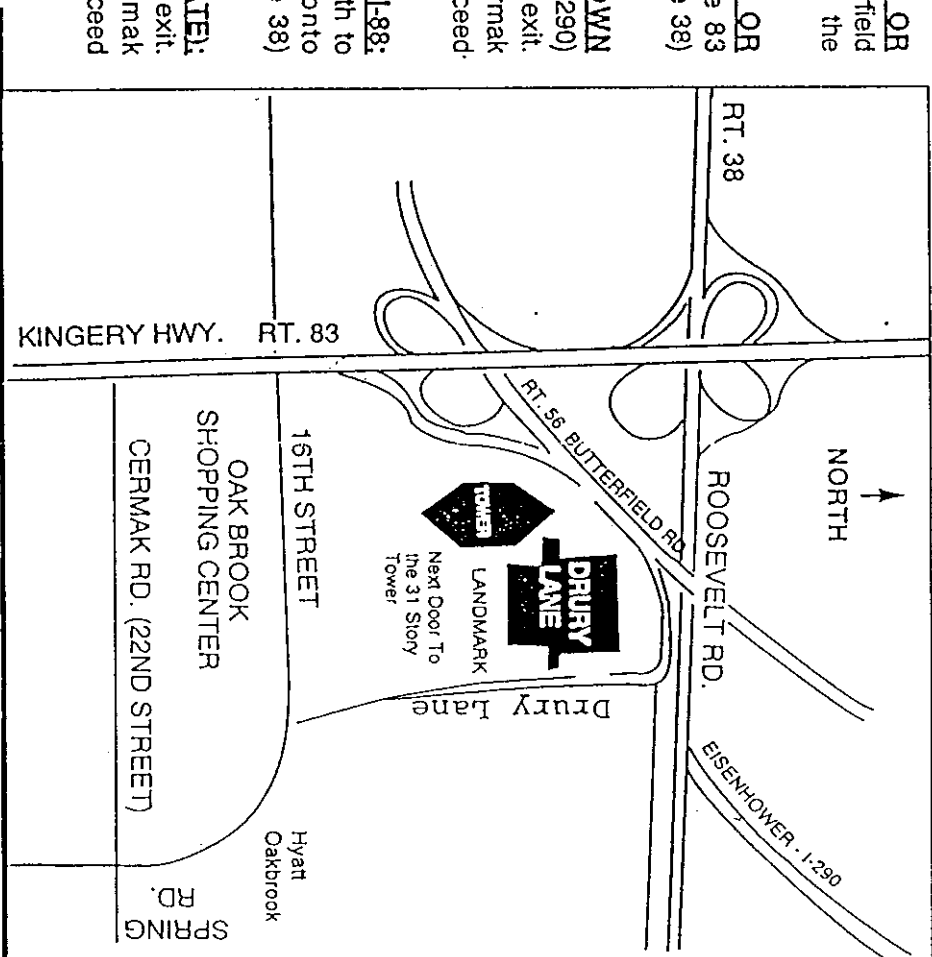 OR
field
the
OR
e 83
e 38)
OWN
290)
exit.
rmak
ceed
I-88:
th to
onto
e 38)
ATE):
exit.
mak
ceed
NORTH
RT. 38
ROOSEVELT RD.
EISENHOWER - I-290
RT. 56 BUTTERFIELD RD.
DRURY
LANE
LANDMARK
TOWER
Next Door To
the 31 Story
Tower
Drury Lane
KINGERY HWY. RT. 83
16TH STREET
OAK BROOK
SHOPPING CENTER
CERMAK RD. (22ND STREET)
Hyatt
Oakbrook
SPRING
RD.